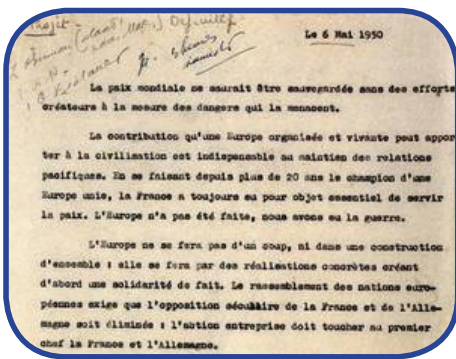 Projet
Le 6 Mai 1950
La paix mondiale ne saurait être sauvegardée sans des efforts
créateurs à la mesure des dangers qui la menacent.
La contribution qu'une Europe organisée et vivante peut appor
ter à la civilisation est indispensable au maintien des relations
pacifiques. En se faisant depuis plus de 20 ans le champion d'une
Europe unie, la France a toujours eu pour objet essentiel de servir
la paix. L'Europe n'a pas été faite, nous avons eu la guerre.
L'Europe ne se fera pas d'un coup, ni dans une construction
d'ensemble : elle se fera par des réalisations concrètes créant
d'abord une solidarité de fait. Le rassemblement des nations euro-
péennes exige que l'opposition séculaire de la France et de l'Alle-
magne soit éliminée : l'abtion entreprise doit toucher au premier
chef la France et l'Allemagne.